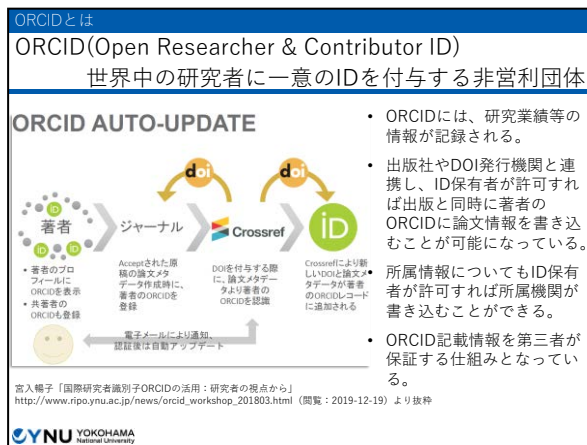 ORCIDとは
ORCID(Open Researcher & Contributor ID)
世界中の研究者に一意のIDを付与する非営利団体
ORCID AUTO-UPDATE
doi
doi
iD
著者
iD
iD
ジャーナル
Crossref
iD
• 著者のプロ
フィールに
ORCIDを表示
• 共著者の
ORCIDも登録
Acceptされた原
稿の論文メタ
データ作成時に、
著者のORCIDを
登録
DOIを付与する際
に、論文メタデー
タより著者の
ORCIDを認識
Crossrefにより新
しいDOIと論文メ
タデータが著者
のORCIDレコード
に追加される
電子メールにより通知、
認証後は自動アップデート
• ORCIDには、研究業績等の
情報が記録される。
• 出版社やDOI発行機関と連
携し、ID保有者が許可すれ
ば出版と同時に著者の
ORCIDに論文情報を書き込
むことが可能になっている。
• 所属情報についてもID保有
者が許可すれば所属機関が
書き込むことができる。
• ORCID記載情報を第三者が
保証する仕組みとなってい
る。
宮入暢子「国際研究者識別子ORCIDの活用：研究者の視点から」
http://www.ripo.ynu.ac.jp/news/orcid_workshop_201803.html（閲覧：2019-12-19）より抜粋
YNU YOKOHAMA
National University